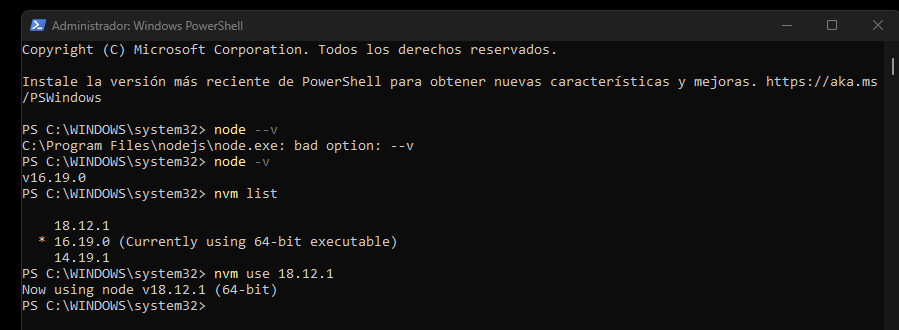 Administrador: Windows PowerShell
Copyright (C) Microsoft Corporation. Todos los derechos reservados.
Instale la versión más reciente de PowerShell para obtener nuevas características y mejoras. https://aka.ms
/PSWindows
PS C:\WINDOWS\system32> node --v
C:\Program Files\nodejs\node.exe: bad option: --v
PS C:\WINDOWS\system32> node -v
v16.19.0
PS C:\WINDOWS\system32> nvm list
18.12.1
* 16.19.0 (Currently using 64-bit executable)
14.19.1
PS C:\WINDOWS\system32> nvm use 18.12.1
Now using node v18.12.1 (64-bit)
PS C:\WINDOWS\system32>